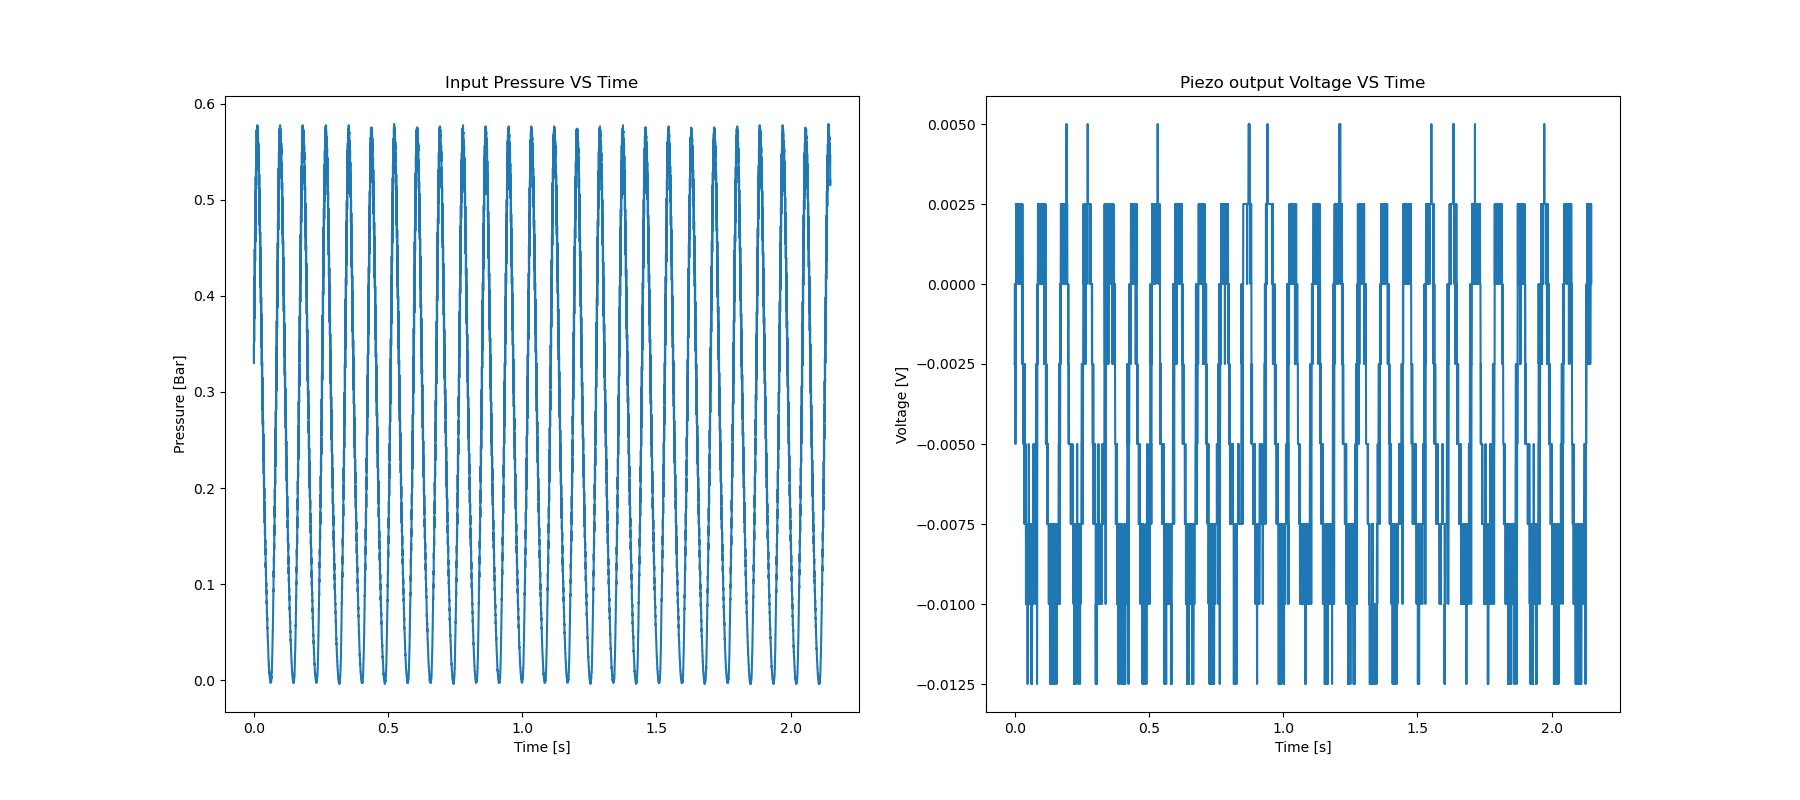 Input Pressure VS Time
0.6
0.5
0.4
0.3
0.2
0.1
0.0
Pressure [Bar]
0.0 0.5 1.0 1.5 2.0
Time [s]
Piezo output Voltage VS Time
0.0050
0.0025
0.0000
−0.0025
−0.0050
−0.0075
−0.0100
−0.0125
Voltage [V]
0.0 0.5 1.0 1.5 2.0
Time [s]